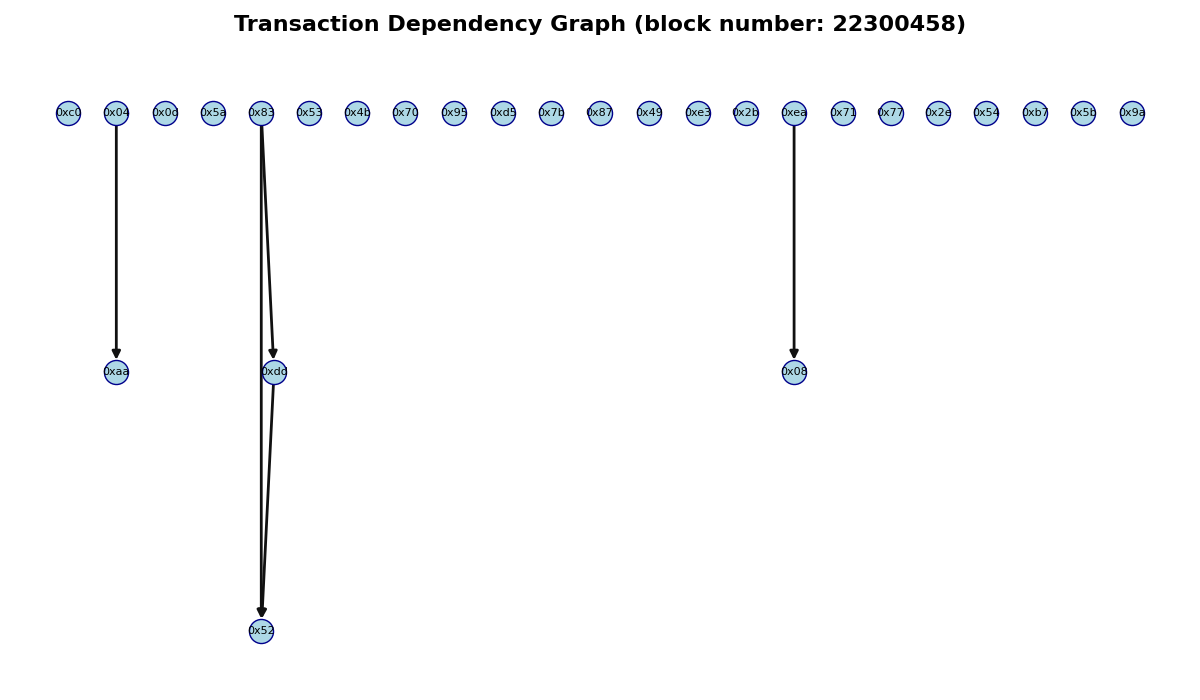 Transaction Dependency Graph (block number: 22300458)
0xc0 0x04 0x0d 0x5a 0x83 0x53 0x4b 0x70 0x95 0xd5 0x7b 0x87 0x49 0xe3 0x2b 0xea 0x71 0x77 0x2e 0x54 0xb7 0x5b 0x9a
0xaa 0xdd 0x08
0x52